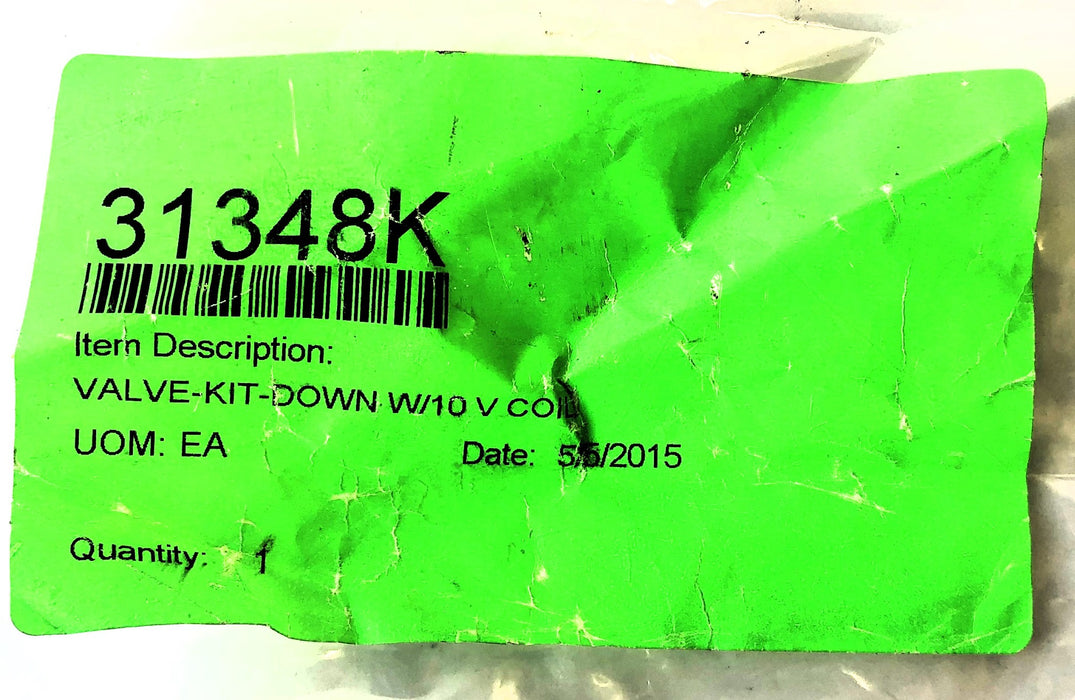 31348K
Item Description:
VALVE-KIT-DOWN W/10 V COIL
UOM: EA Date: 5/5/2015
Quantity: 1